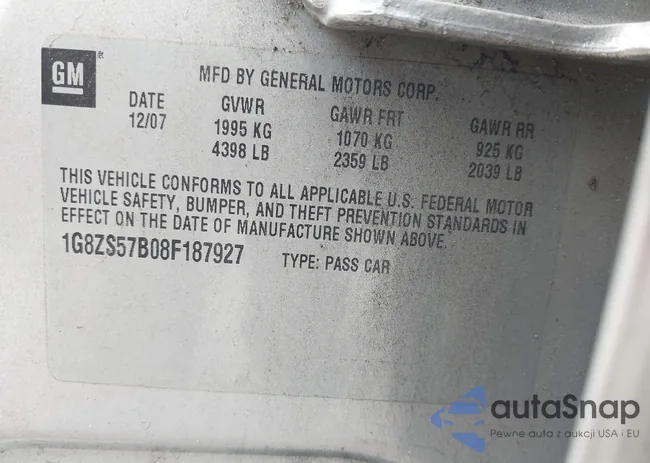 GM
MFD BY GENERAL MOTORS CORP.
DATE GVWR GAWR FRT GAWR RR
12/07 1995 KG 1070 KG 925 KG
4398 LB 2359 LB 2039 LB
THIS VEHICLE CONFORMS TO ALL APPLICABLE U.S. FEDERAL MOTOR
VEHICLE SAFETY, BUMPER, AND THEFT PREVENTION STANDARDS IN
EFFECT ON THE DATE OF MANUFACTURE SHOWN ABOVE.
1G8ZS57B08F187927 TYPE: PASS CAR
autaSnap
Pewne auta z aukcji USA i EU